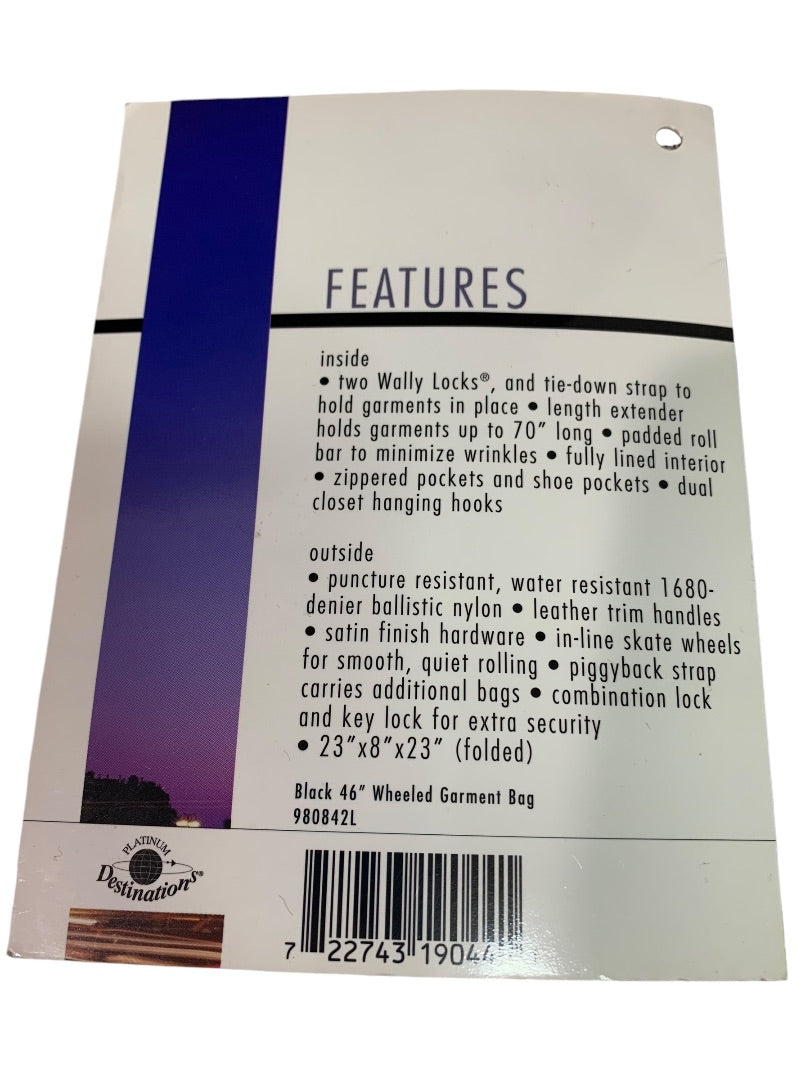 FEATURES
inside
• two Wally Locks®, and tie-down strap to
hold garments in place • length extender
holds garments up to 70" long • padded roll
bar to minimize wrinkles • fully lined interior
• zippered pockets and shoe pockets • dual
closet hanging hooks
outside
• puncture resistant, water resistant 1680-
denier ballistic nylon • leather trim handles
• satin finish hardware • in-line skate wheels
for smooth, quiet rolling • piggyback strap
carries additional bags • combination lock
and key lock for extra security
• 23"x8"x23" (folded)
Black 46" Wheeled Garment Bag
980842L
PLATINUM
Destinations®
7 22743 19044